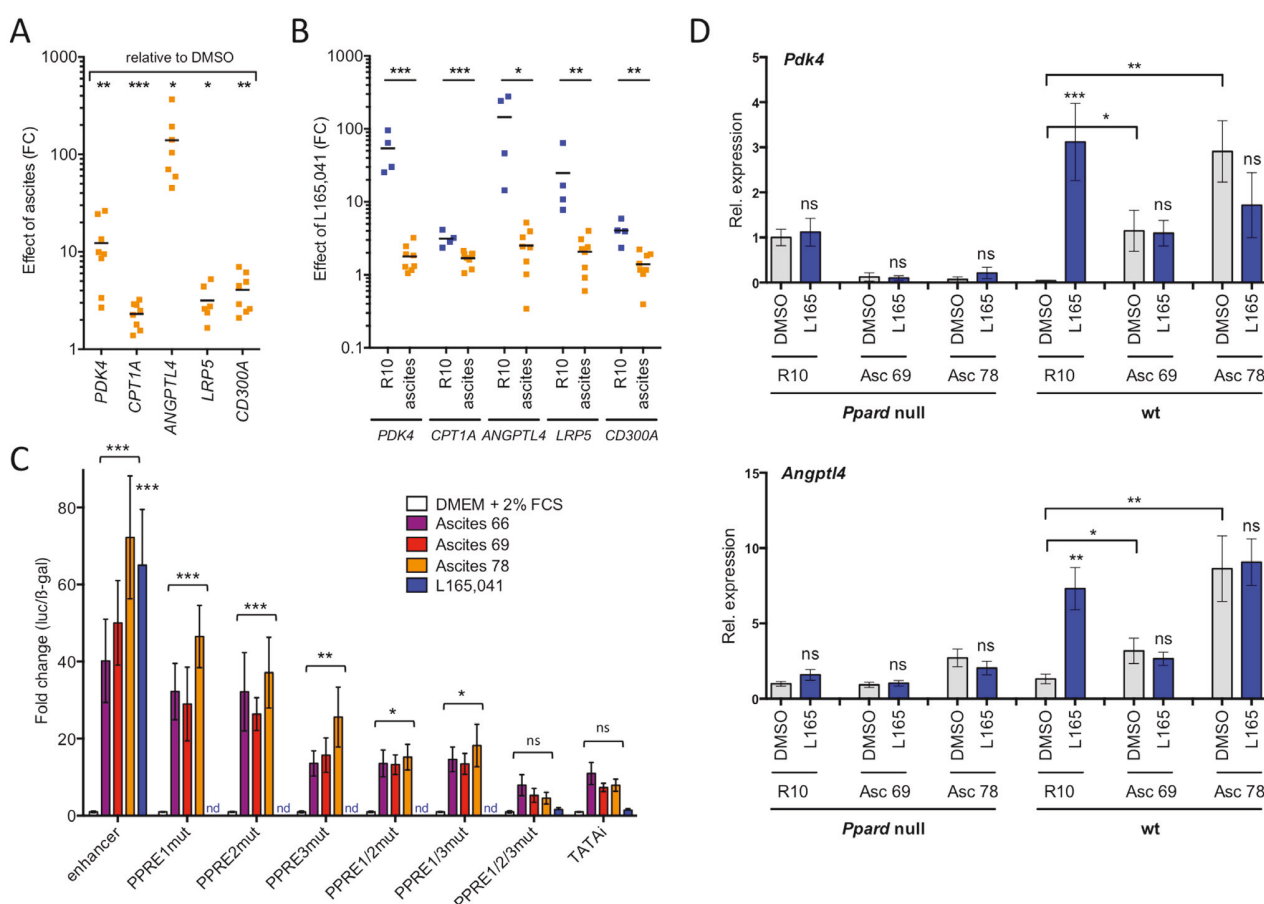 A
relative to DMSO
** *** * * **
Effect of ascites (FC)
1000
100
10
1
PDK4
CPT1A
ANGPTL4
LRP5
CD300A
B
*** *** * ** **
Effect of L165,041 (FC)
1000
100
10
1
0.1
R10 ascites R10 ascites R10 ascites R10 ascites R10 ascites
PDK4 CPT1A ANGPTL4 LRP5 CD300A
C
Fold change (luc/ß-gal)
80
60
40
20
0
*** *** *** *** ** * * ns ns
DMEM + 2% FCS
Ascites 66
Ascites 69
Ascites 78
L165,041
nd nd nd nd nd
enhancer
PPRE1mut
PPRE2mut
PPRE3mut
PPRE1/2mut
PPRE1/3mut
PPRE1/2/3mut
TATAi
D
Pdk4
Rel. expression
5
4
3
2
1
0
ns ns ns *** ns ns
* **
DMSO L165 DMSO L165 DMSO L165 DMSO L165 DMSO L165 DMSO L165
R10 Asc 69 Asc 78 R10 Asc 69 Asc 78
Ppard null wt
Angptl4
Rel. expression
15
10
5
0
ns ns ns ** ns ns
* **
DMSO L165 DMSO L165 DMSO L165 DMSO L165 DMSO L165 DMSO L165
R10 Asc 69 Asc 78 R10 Asc 69 Asc 78
Ppard null wt